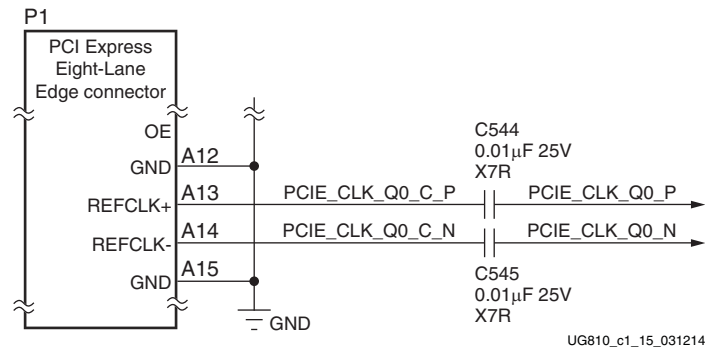 P1
PCI Express
Eight-Lane
Edge connector
OE
GND
A12
REFCLK+
A13
REFCLK-
A14
GND
A15
GND
PCIE_CLK_Q0_C_P
PCIE_CLK_Q0_C_N
C544
0.01µF 25V
X7R
PCIE_CLK_Q0_P
PCIE_CLK_Q0_N
C545
0.01µF 25V
X7R
UG810_c1_15_031214